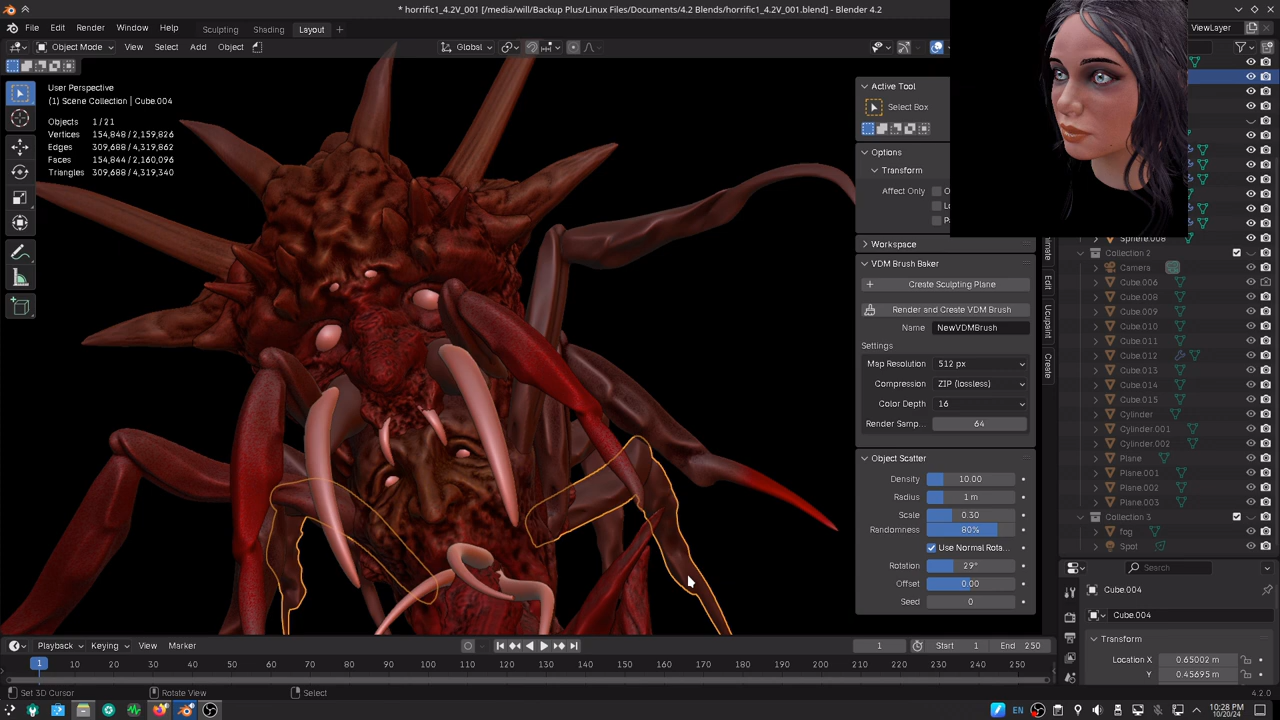 * horrific1_4.2V_001 [/media/will/Backup Plus/Linux Files/Documents/4.2 Blends/horrific1_4.2V_001.blend] - Blender 4.2
File Edit Render Window Help Sculpting Shading Layout ViewLayer
Object Mode View Select Add Object Global
User Perspective
(1) Scene Collection | Cube.004
Objects 1 / 21
Vertices 154,848 / 2,159,826
Edges 309,688 / 4,319,862
Faces 154,844 / 2,160,096
Triangles 309,688 / 4,319,340
Active Tool
Select Box
Options
Transform
Affect Only
Workspace
VDM Brush Baker
Create Sculpting Plane
Render and Create VDM Brush
Name NewVDMBrush
Settings
Map Resolution 512 px
Compression ZIP (lossless)
Color Depth 16
Render Samp... 64
Object Scatter
Density 10.00
Radius 1 m
Scale 0.30
Randomness 80%
Use Normal Rota...
Rotation 29°
Offset 0.00
Seed 0
Edit
Ucupaint
Create
Sphere.008
Collection 2
Camera
Cube.006
Cube.008
Cube.009
Cube.010
Cube.011
Cube.012
Cube.013
Cube.014
Cube.015
Cylinder
Cylinder.001
Cylinder.002
Plane
Plane.001
Plane.002
Plane.003
Collection 3
fog
Spot
Search
Cube.004
Cube.004
Transform
Location X 0.65002 m
Y 0.45695 m
Playback Keying View Marker 1 Start 1 End 250
1 10 20 30 40 50 60 70 80 90 100 110 120 130 140 150 160 170 180 190 200 210 220 230 240 250
Set 3D Cursor Rotate View Select 4.2.0
EN 10:28 PM
10/20/24